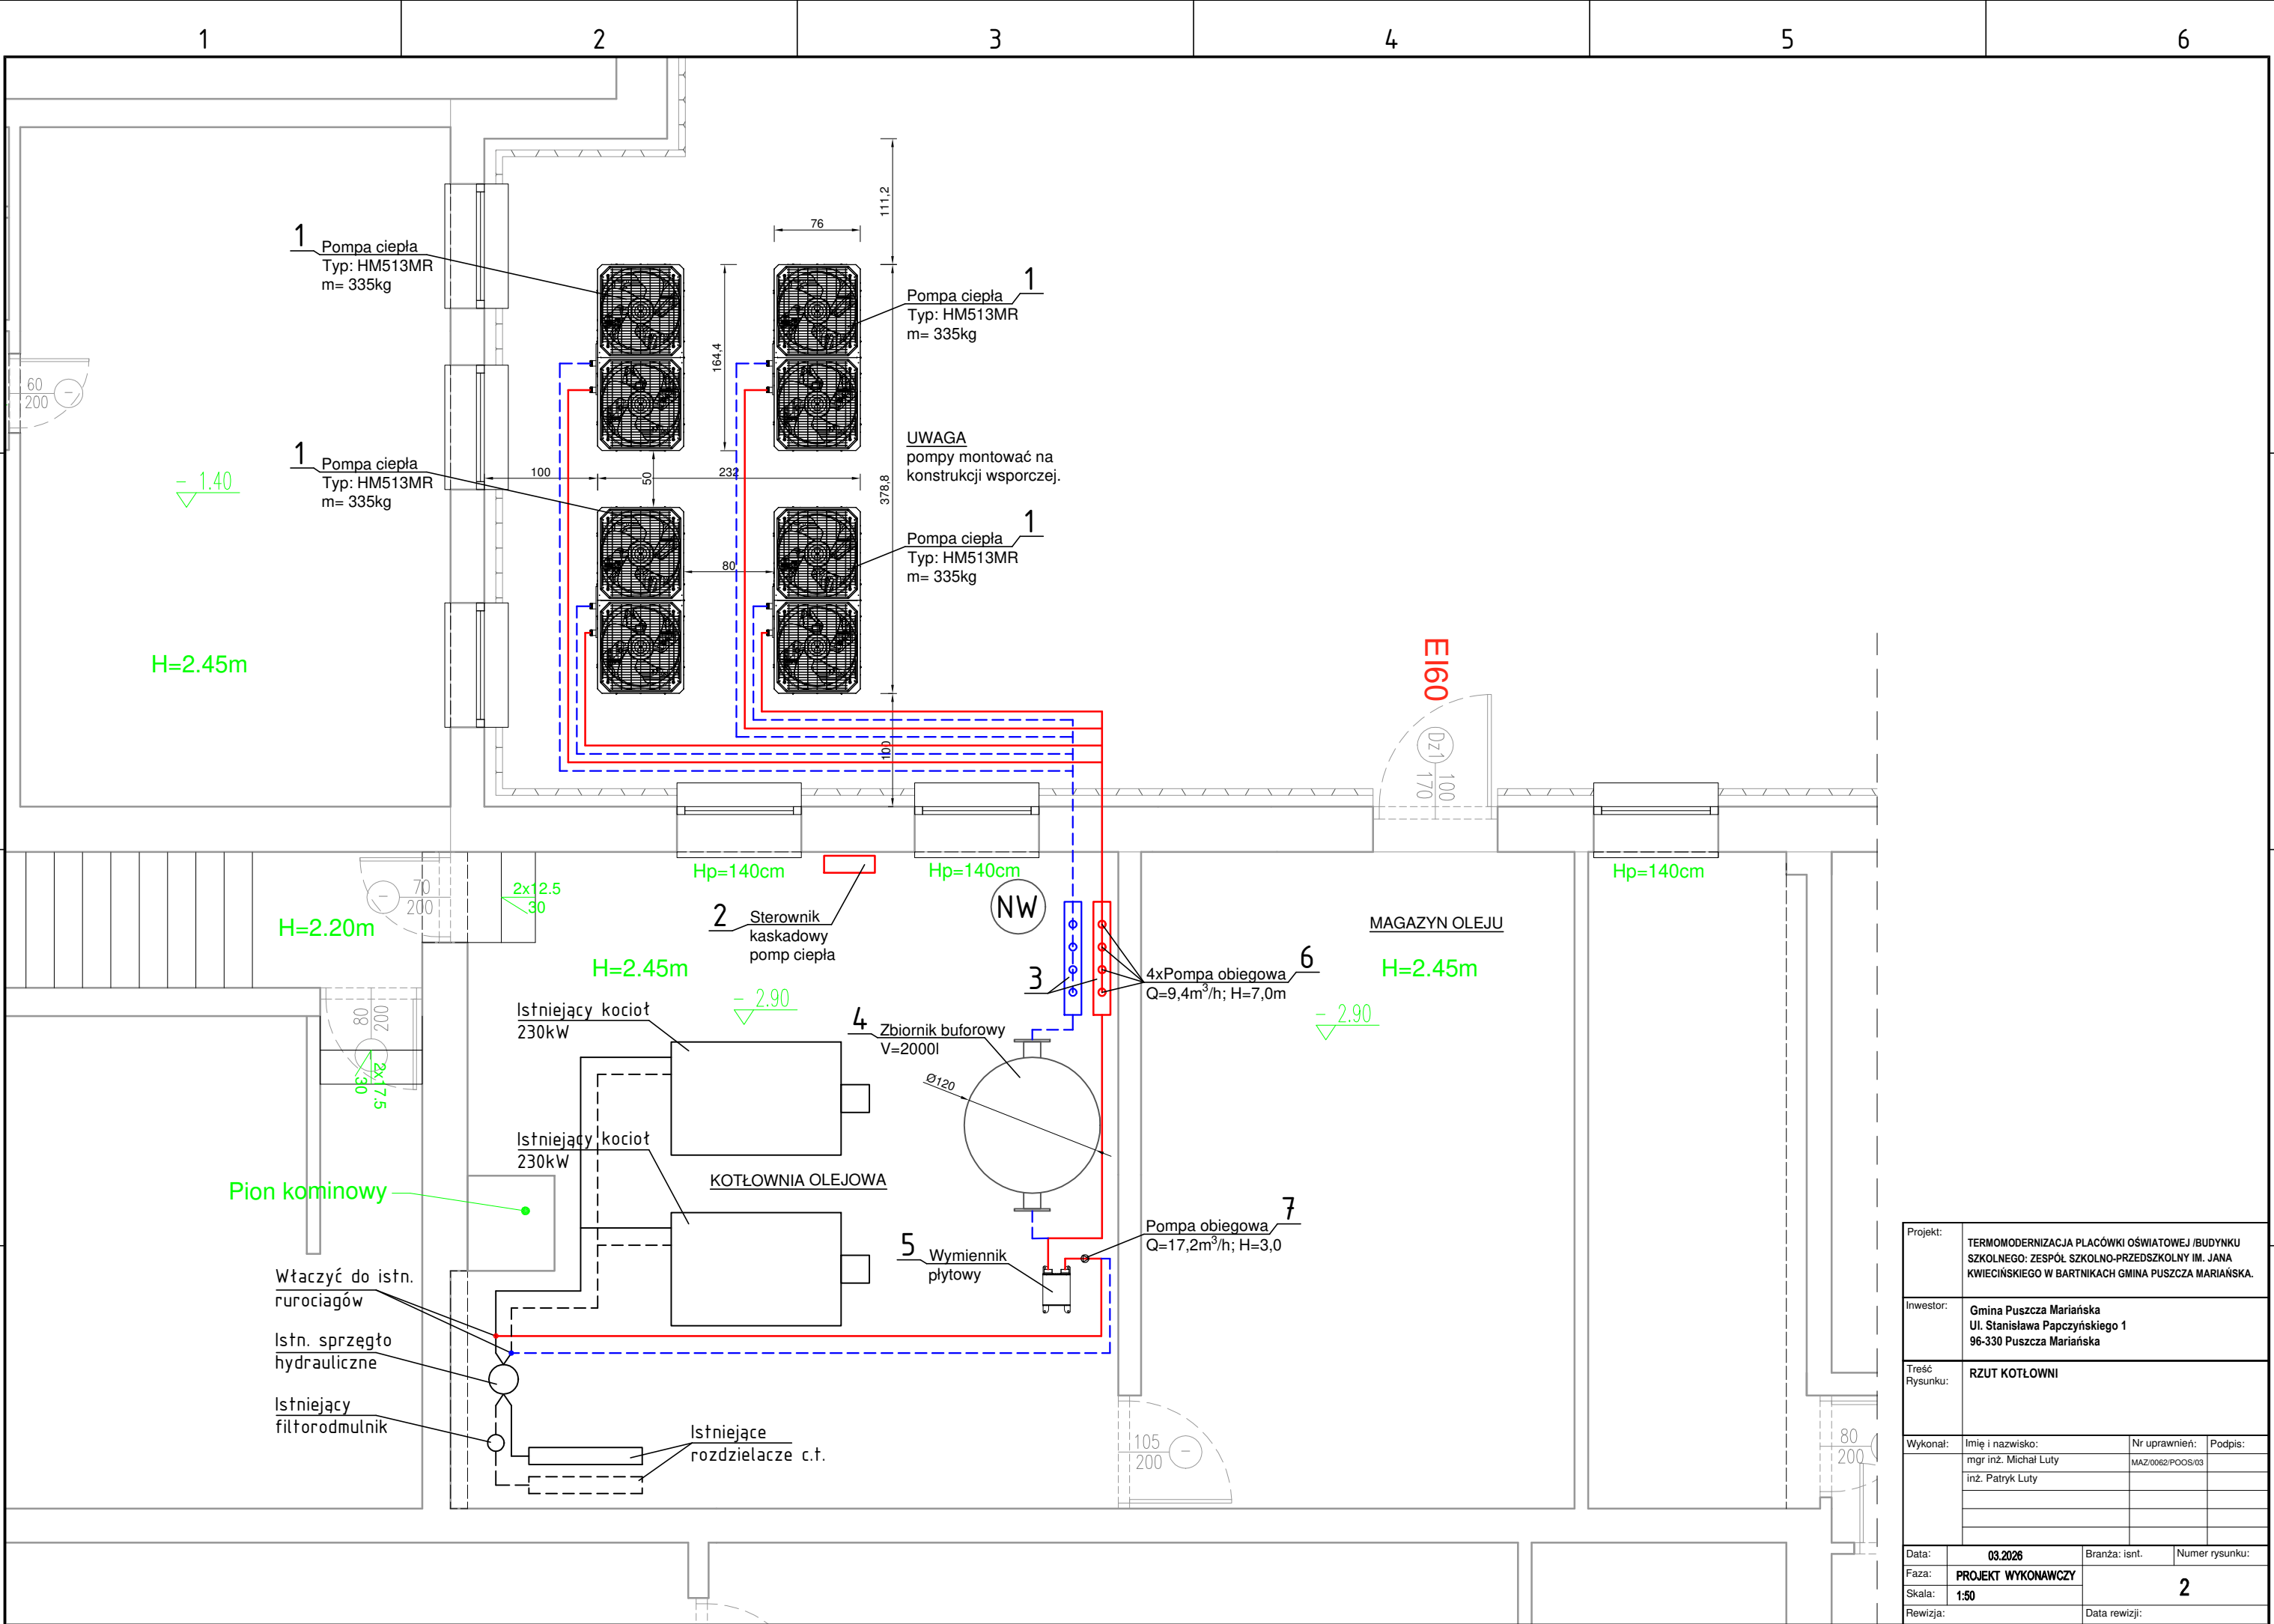 1
2
3
4
5
6
111,2
76
1
Pompa ciepła
Typ: HM513MR
m= 335kg
1
Pompa ciepła
Typ: HM513MR
m= 335kg
164,4
60
200
UWAGA
pompy montować na
konstrukcji wsporczej.
1
Pompa ciepła
Typ: HM513MR
m= 335kg
- 1.40
100
50
232
378,8
1
Pompa ciepła
Typ: HM513MR
m= 335kg
80
H=2.45m
EI60
Dz1
100
170
100
Hp=140cm
Hp=140cm
Hp=140cm
70
200
2x12.5
30
H=2.20m
2
Sterownik
kaskadowy
pomp ciepła
NW
MAGAZYN OLEJU
H=2.45m
3
6
4xPompa obiegowa
Q=9,4m³/h; H=7,0m
H=2.45m
80
200
2x17.5
30
Istniejący kocioł
230kW
- 2.90
4
Zbiornik buforowy
V=2000l
- 2.90
Ø120
Istniejący kocioł
230kW
KOTŁOWNIA OLEJOWA
Pion kominowy
7
Pompa obiegowa
Q=17,2m³/h; H=3,0
5
Wymiennik
płytowy
Właczyć do istn.
rurociagów
Istn. sprzęgło
hydrauliczne
Istniejący
filtorodmulnik
Istniejące
rozdzielacze c.t.
105
200
80
200
Projekt:
TERMOMODERNIZACJA PLACÓWKI OŚWIATOWEJ /BUDYNKU
SZKOLNEGO: ZESPÓŁ SZKOLNO-PRZEDSZKOLNY IM. JANA
KWIECIŃSKIEGO W BARTNIKACH GMINA PUSZCZA MARIAŃSKA.
Inwestor:
Gmina Puszcza Mariańska
Ul. Stanisława Papczyńskiego 1
96-330 Puszcza Mariańska
Treść
Rysunku:
RZUT KOTŁOWNI
Wykonał: Imię i nazwisko: Nr uprawnień: Podpis:
mgr inż. Michał Luty MAZ/0062/POOS/03
inż. Patryk Luty
Data: 03.2026 Branża: isnt. Numer rysunku:
Faza: PROJEKT WYKONAWCZY
2
Skala: 1:50
Rewizja: Data rewizji: